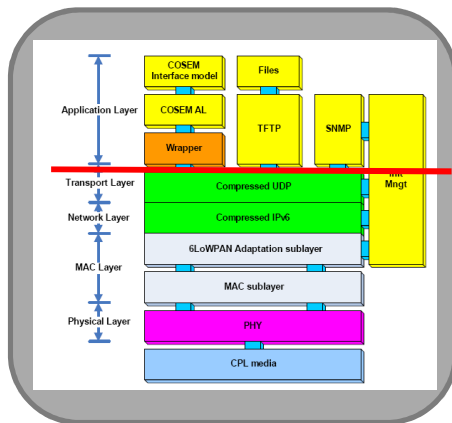 COSEM
Interface model
Files
Application Layer
COSEM AL
TFTP
SNMP
Wrapper
Mngt
Transport Layer
Compressed UDP
Network Layer
Compressed IPv6
6LoWPAN Adaptation sublayer
MAC Layer
MAC sublayer
Physical Layer
PHY
CPL media